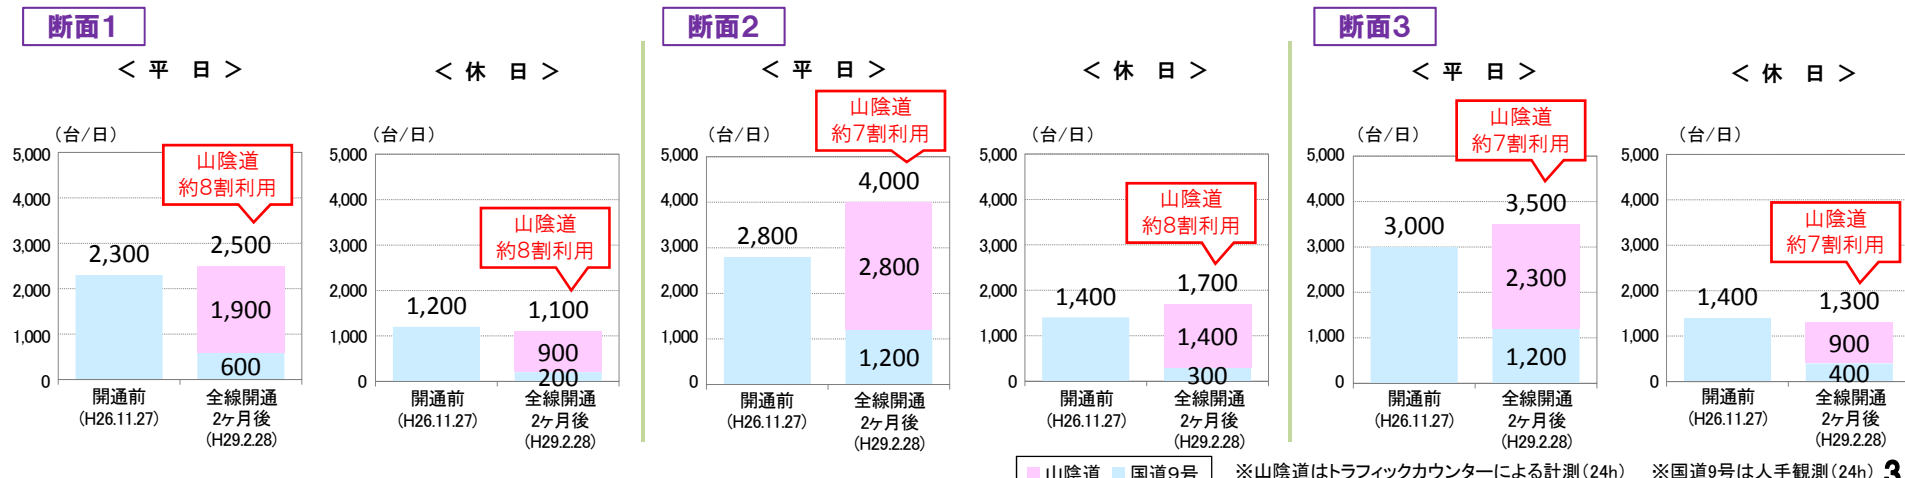 断面1
＜ 平 日 ＞
(台/日)
5,000
4,000
3,000
2,000
1,000
0
山陰道
約8割利用
2,300
2,500
1,900
600
開通前
(H26.11.27)
全線開通
2ヶ月後
(H29.2.28)
＜ 休 日 ＞
(台/日)
5,000
4,000
3,000
2,000
1,000
0
山陰道
約8割利用
1,200
1,100
900
200
開通前
(H26.11.27)
全線開通
2ヶ月後
(H29.2.28)
断面2
＜ 平 日 ＞
(台/日)
5,000
4,000
3,000
2,000
1,000
0
山陰道
約7割利用
2,800
4,000
2,800
1,200
開通前
(H26.11.27)
全線開通
2ヶ月後
(H29.2.28)
＜ 休 日 ＞
(台/日)
5,000
4,000
3,000
2,000
1,000
0
山陰道
約8割利用
1,400
1,700
1,400
300
開通前
(H26.11.27)
全線開通
2ヶ月後
(H29.2.28)
断面3
＜ 平 日 ＞
(台/日)
5,000
4,000
3,000
2,000
1,000
0
山陰道
約7割利用
3,000
3,500
2,300
1,200
開通前
(H26.11.27)
全線開通
2ヶ月後
(H29.2.28)
＜ 休 日 ＞
(台/日)
5,000
4,000
3,000
2,000
1,000
0
山陰道
約7割利用
1,400
1,300
900
400
開通前
(H26.11.27)
全線開通
2ヶ月後
(H29.2.28)
山陰道 国道9号 ※山陰道はトラフィックカウンターによる計測(24h) ※国道9号は人手観測(24h) 3